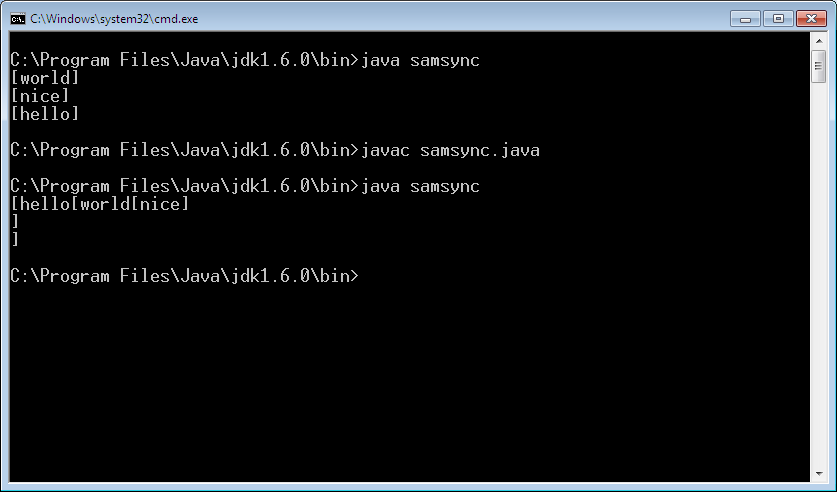 C:\Windows\system32\cmd.exe
C:\Program Files\Java\jdk1.6.0\bin>java samsync
[world]
[nice]
[hello]
C:\Program Files\Java\jdk1.6.0\bin>javac samsync.java
C:\Program Files\Java\jdk1.6.0\bin>java samsync
[hello[world[nice]
]
]
C:\Program Files\Java\jdk1.6.0\bin>